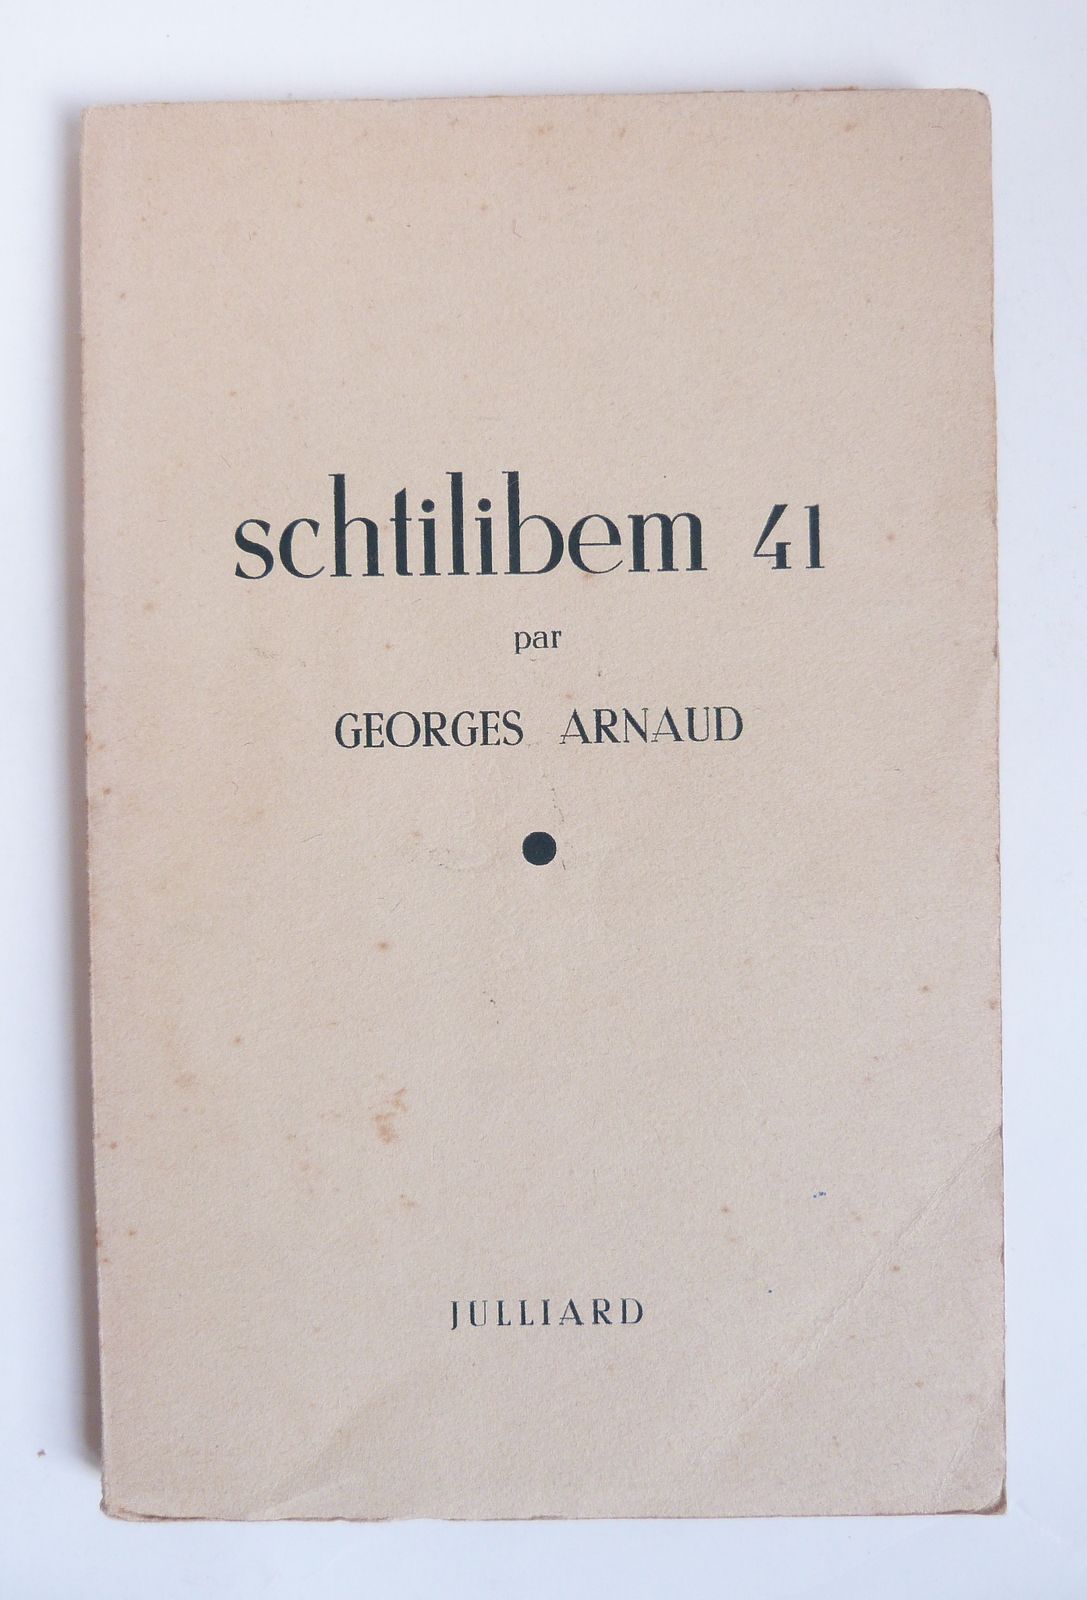 schtilibem 41
par
GEORGES ARNAUD
JULLIARD